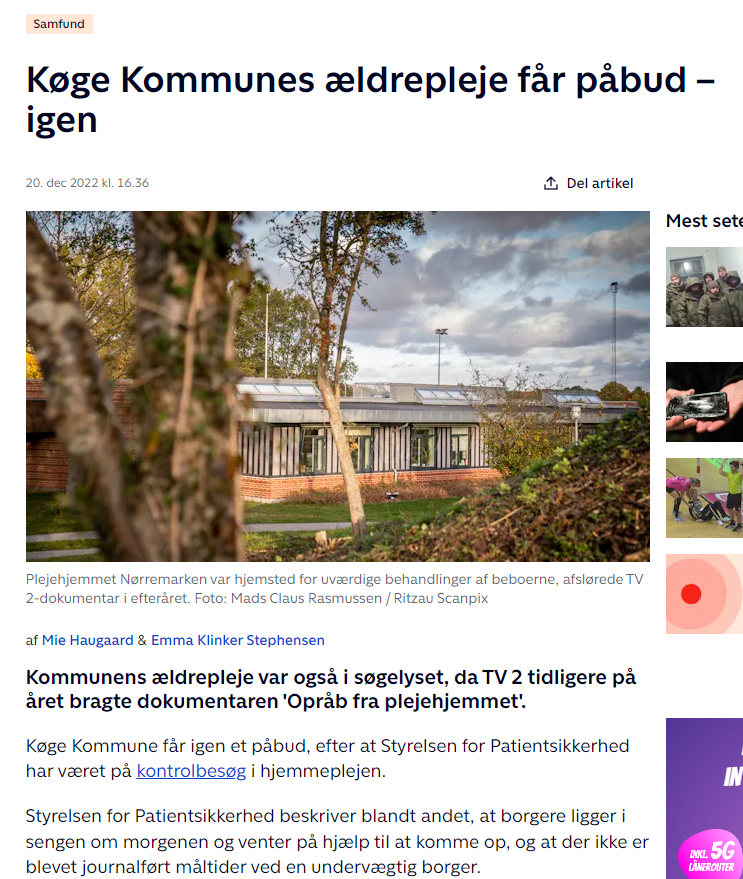 Samfund
Køge Kommunes ældrepleje får påbud –
igen
20. dec 2022 kl. 16.36
Del artikel
Plejehjemmet Nørremarken var hjemsted for uværdige behandlinger af beboerne, afslørede TV
2-dokumentar i efteråret. Foto: Mads Claus Rasmussen / Ritzau Scanpix
af Mie Haugaard & Emma Klinker Stephensen
Kommunens ældrepleje var også i søgelyset, da TV 2 tidligere på
året bragte dokumentaren 'Opråb fra plejehjemmet'.
Køge Kommune får igen et påbud, efter at Styrelsen for Patientsikkerhed
har været på kontrolbesøg i hjemmeplejen.
Styrelsen for Patientsikkerhed beskriver blandt andet, at borgere ligger i
sengen om morgenen og venter på hjælp til at komme op, og at der ikke er
blevet journalført måltider ved en undervægtig borger.
Mest sete
IN
INKL. 5G
LÅNEROUTER